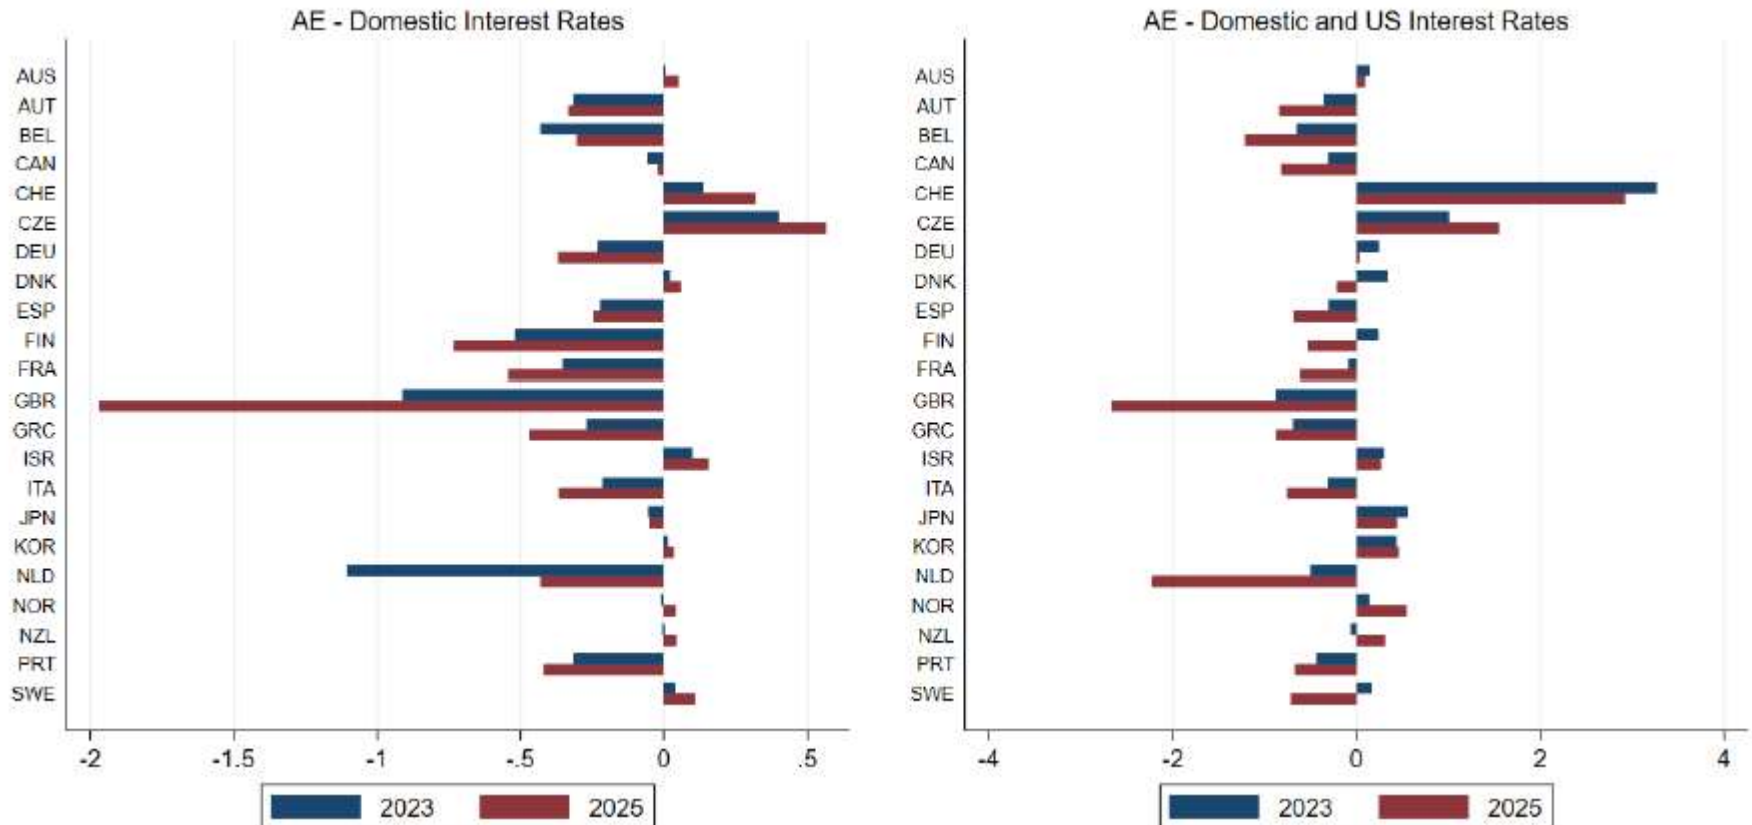 AE - Domestic Interest Rates
AUS
AUT
BEL
CAN
CHE
CZE
DEU
DNK
ESP
FIN
FRA
GBR
GRC
ISR
ITA
JPN
KOR
NLD
NOR
NZL
PRT
SWE
-2 -1.5 -1 -.5 0 .5
2023 2025
AE - Domestic and US Interest Rates
AUS
AUT
BEL
CAN
CHE
CZE
DEU
DNK
ESP
FIN
FRA
GBR
GRC
ISR
ITA
JPN
KOR
NLD
NOR
NZL
PRT
SWE
-4 -2 0 2 4
2023 2025